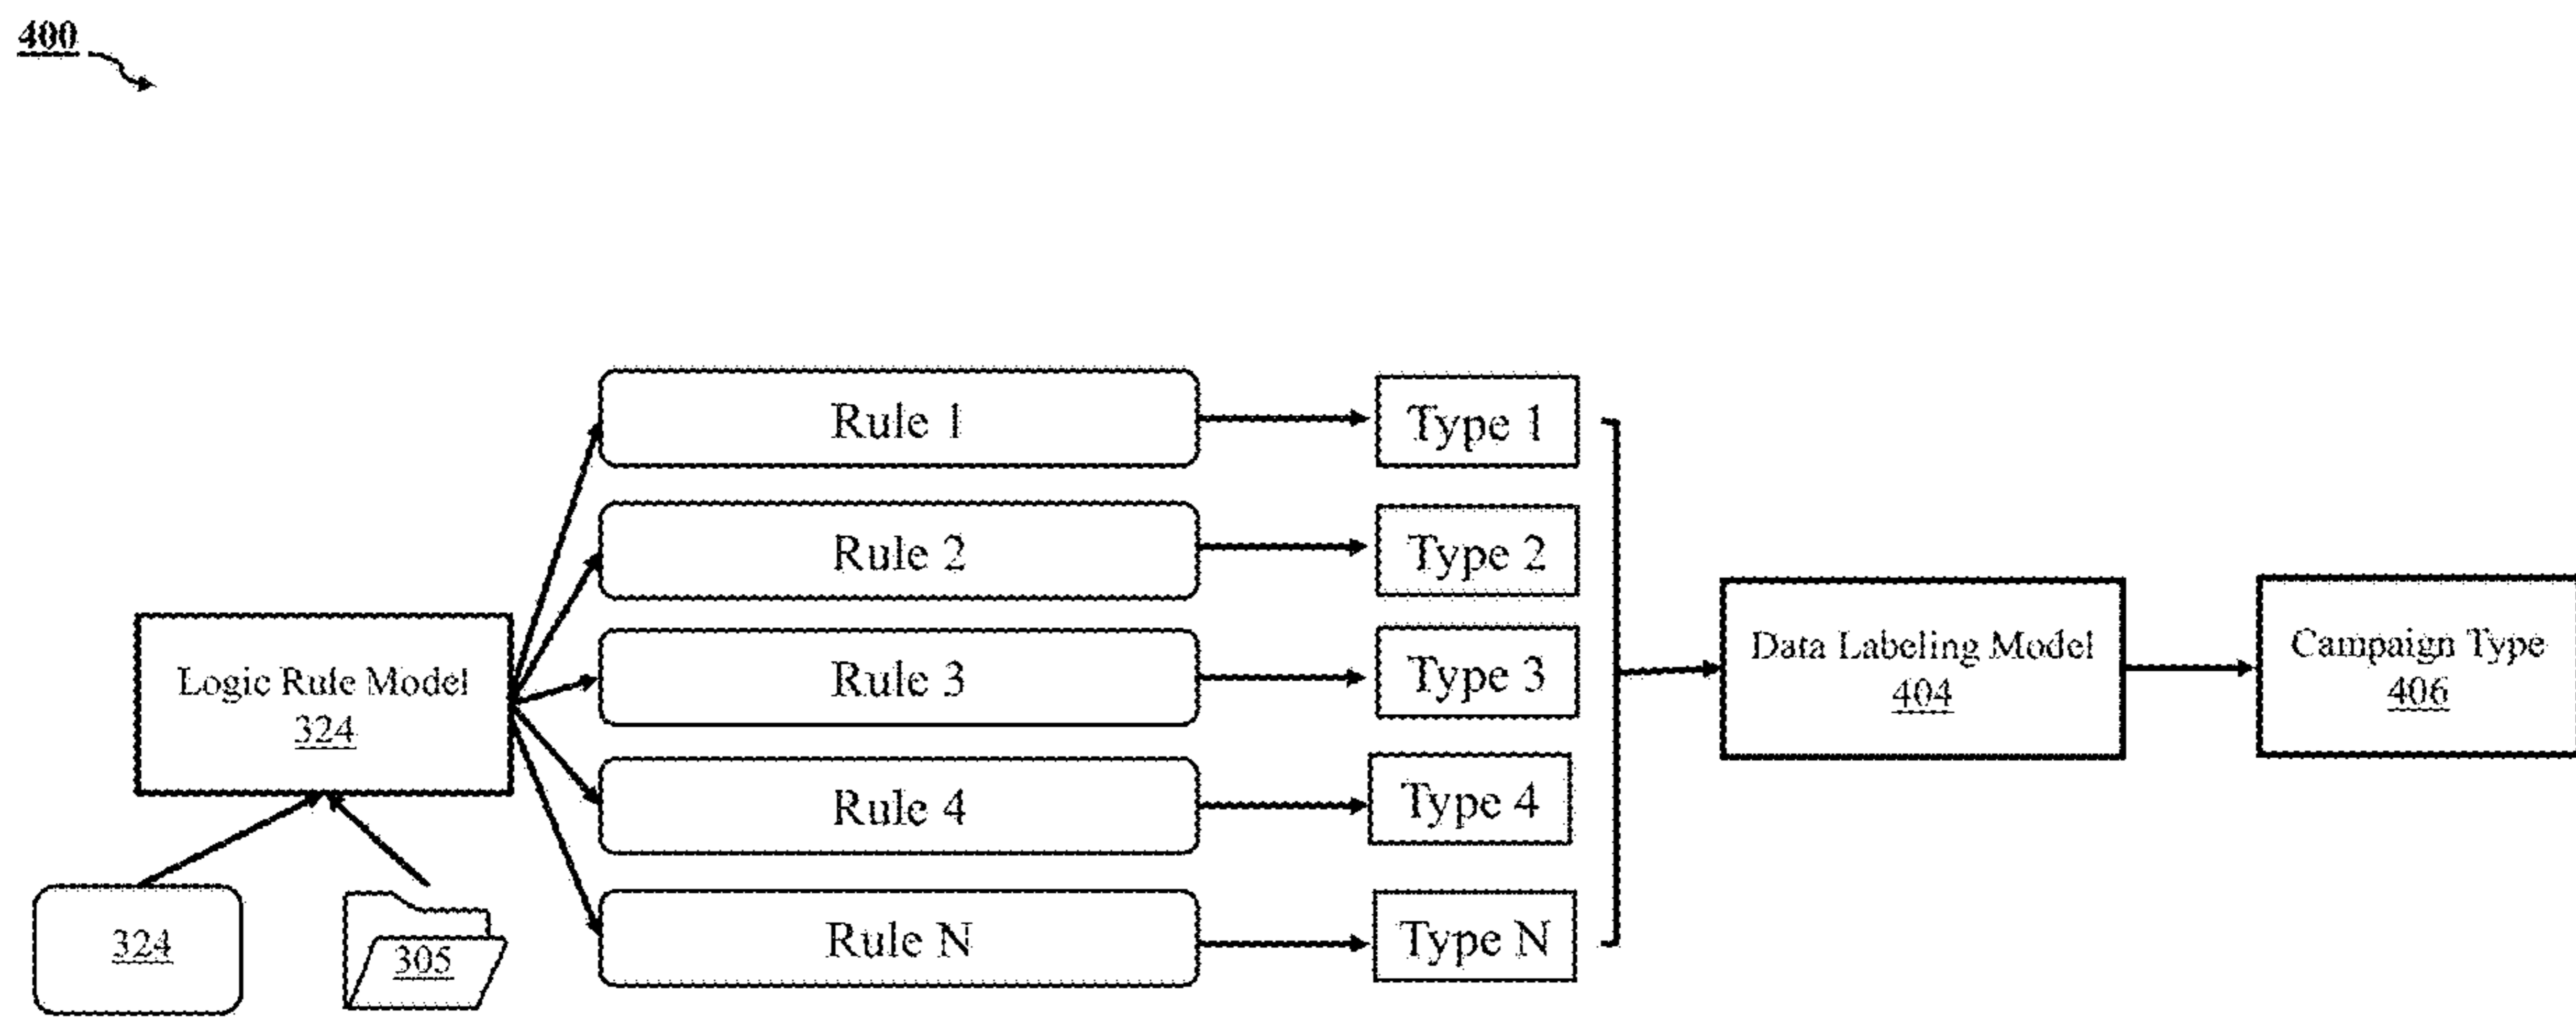 400
Rule 1
Type 1
Rule 2
Type 2
Logic Rule Model
324
Rule 3
Type 3
Data Labeling Model
404
Campaign Type
406
Rule 4
Type 4
324
305
Rule N
Type N